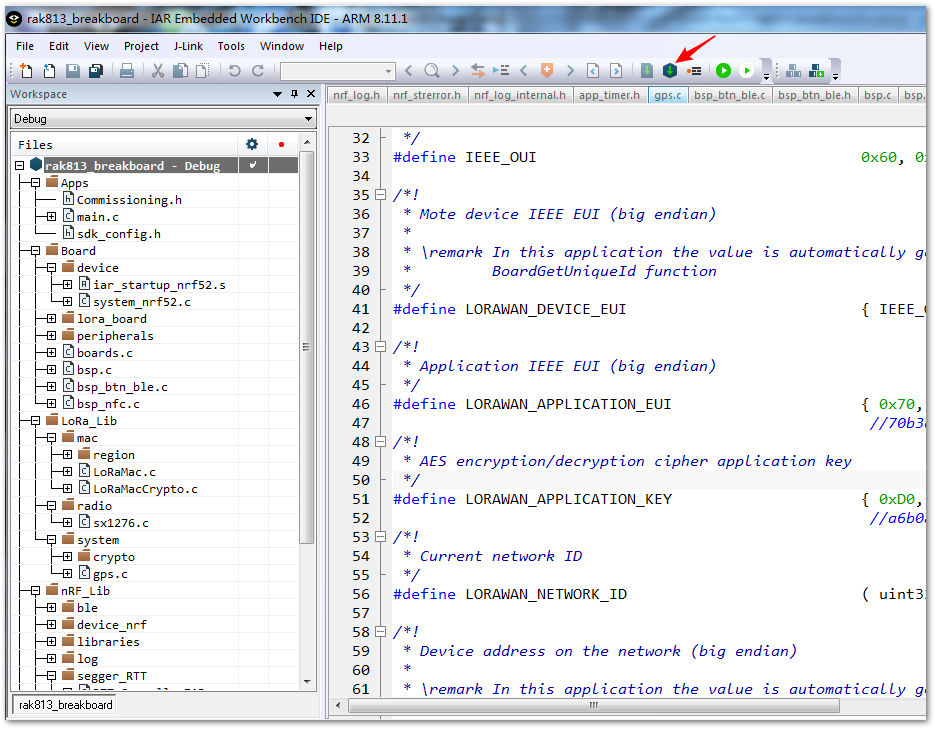 rak813_breakboard - IAR Embedded Workbench IDE - ARM 8.11.1
File Edit View Project J-Link Tools Window Help
Workspace
nrf_log.h nrf_strerror.h nrf_log_internal.h app_timer.h gps.c bsp_btn_ble.c bsp_btn_ble.h bsp.c bsp.
Debug
Files
rak813_breakboard - Debug
Apps
Commissioning.h
main.c
sdk_config.h
Board
device
iar_startup_nrf52.s
system_nrf52.c
lora_board
peripherals
boards.c
bsp.c
bsp_btn_ble.c
bsp_nfc.c
LoRa_Lib
mac
region
LoRaMac.c
LoRaMacCrypto.c
radio
sx1276.c
system
crypto
gps.c
nRF_Lib
ble
device_nrf
libraries
log
segger_RTT
rak813_breakboard
32 */
33 #define IEEE_OUI 0x60, 0
34
35 /*!
36 * Mote device IEEE EUI (big endian)
37 *
38 * \remark In this application the value is automatically g
39 * BoardGetUniqueId function
40 */
41 #define LORAWAN_DEVICE_EUI { IEEE_
42
43 /*!
44 * Application IEEE EUI (big endian)
45 */
46 #define LORAWAN_APPLICATION_EUI { 0x70,
47 //70b3
48 /*!
49 * AES encryption/decryption cipher application key
50 */
51 #define LORAWAN_APPLICATION_KEY { 0xD0,
52 //a6b0
53 /*!
54 * Current network ID
55 */
56 #define LORAWAN_NETWORK_ID ( uint3
57
58 /*!
59 * Device address on the network (big endian)
60 *
61 * \remark In this application the value is automatically g